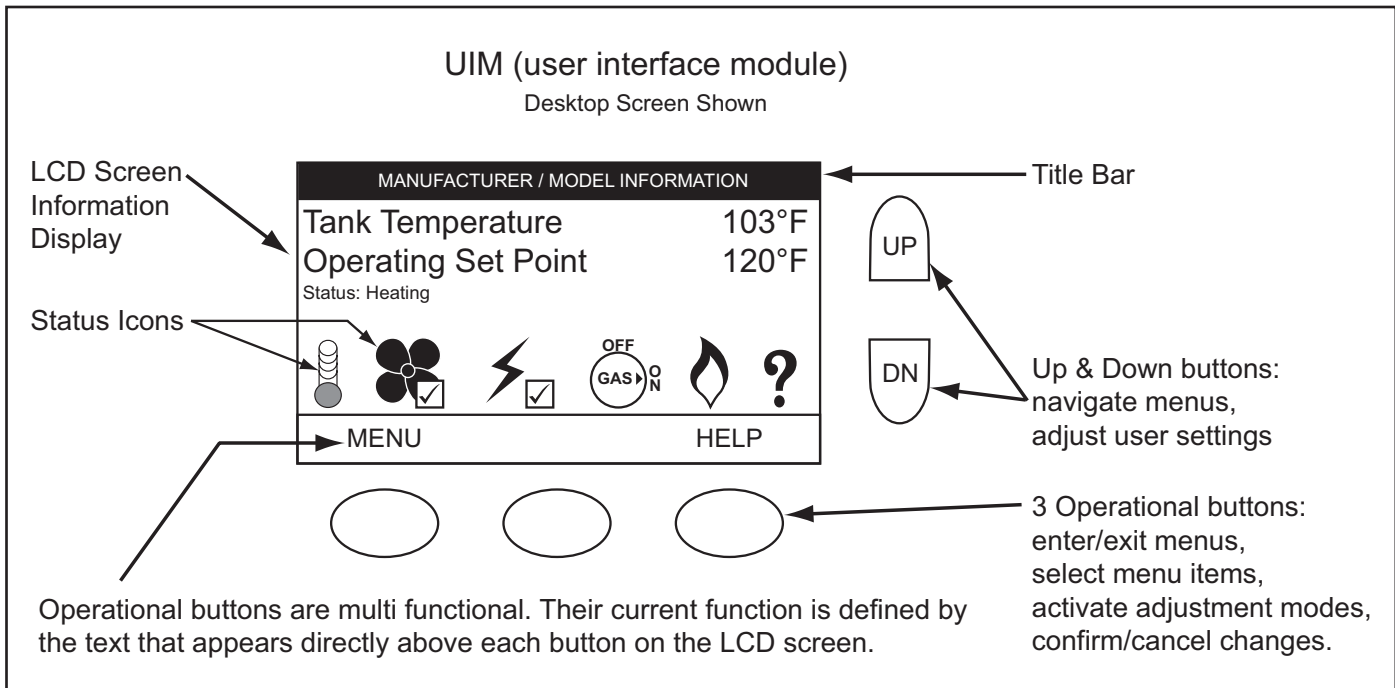 UIM (user interface module)
Desktop Screen Shown
LCD Screen
Information
Display
MANUFACTURER / MODEL INFORMATION
Title Bar
Tank Temperature 103°F
Operating Set Point 120°F
Status: Heating
UP
Status Icons
OFF
GAS
ON
?
DN
Up & Down buttons:
navigate menus,
adjust user settings
MENU HELP
3 Operational buttons:
enter/exit menus,
select menu items,
activate adjustment modes,
confirm/cancel changes.
Operational buttons are multi functional. Their current function is defined by
the text that appears directly above each button on the LCD screen.